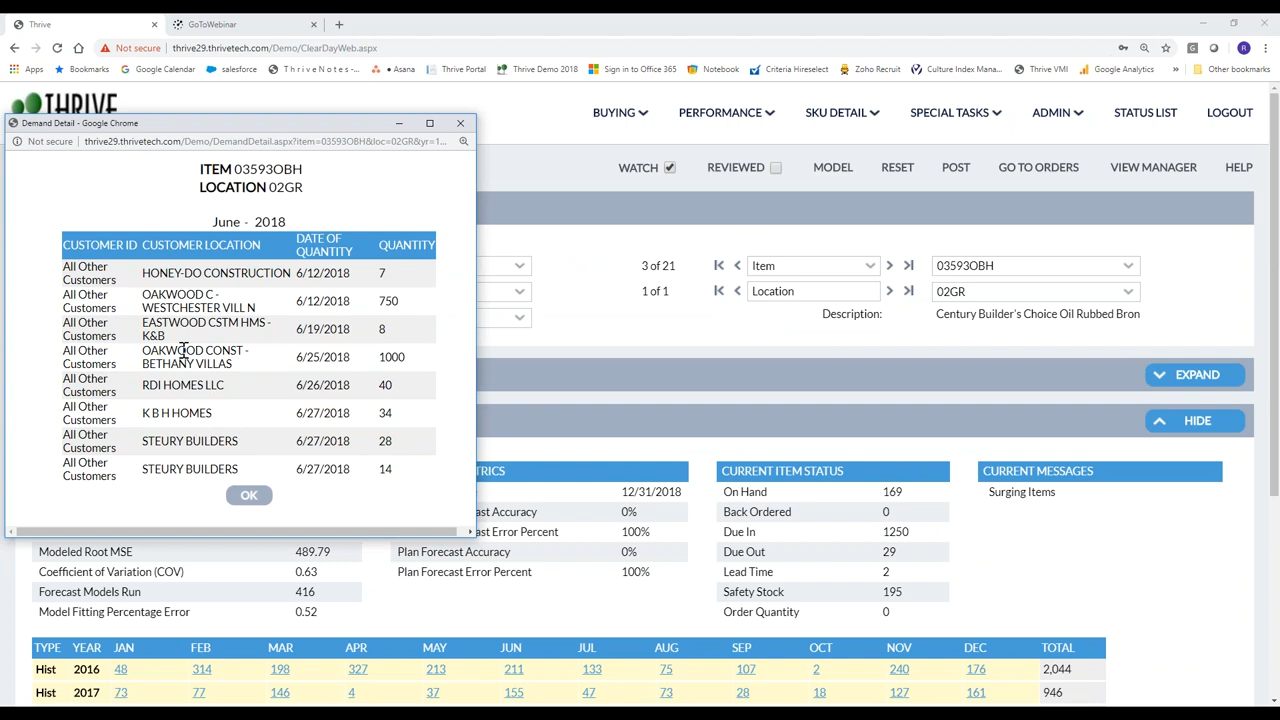 Thrive
GoToWebinar
Not secure thrive29.thrivetech.com/Demo/ClearDayWeb.aspx
Apps Bookmarks Google Calendar salesforce T h r i v e N o t e s -... Asana Thrive Portal Thrive Demo 2018 Sign in to Office 365 Notebook Criteria Hireselect Zoho Recruit Culture Index Mana... Thrive VMI Google Analytics » Other bookmarks
THRIVE
BUYING PERFORMANCE SKU DETAIL SPECIAL TASKS ADMIN STATUS LIST LOGOUT
Demand Detail - Google Chrome
Not secure thrive29.thrivetech.com/Demo/DemandDetail.aspx?item=03593OBH&loc=02GR&yr=1...
WATCH REVIEWED MODEL RESET POST GO TO ORDERS VIEW MANAGER HELP
ITEM 03593OBH
LOCATION 02GR
June - 2018
CUSTOMER ID CUSTOMER LOCATION DATE OF QUANTITY QUANTITY
All Other Customers HONEY-DO CONSTRUCTION 6/12/2018 7
All Other Customers OAKWOOD C - WESTCHESTER VILL N 6/12/2018 750
All Other Customers EASTWOOD CSTM HMS - K&B 6/19/2018 8
All Other Customers OAKWOOD CONST - BETHANY VILLAS 6/25/2018 1000
All Other Customers RDI HOMES LLC 6/26/2018 40
All Other Customers K B H HOMES 6/27/2018 34
All Other Customers STEURY BUILDERS 6/27/2018 28
All Other Customers STEURY BUILDERS 6/27/2018 14
OK
3 of 21 Item 03593OBH
1 of 1 Location 02GR
Description: Century Builder's Choice Oil Rubbed Bron
EXPAND
HIDE
TRICS
12/31/2018
ast Accuracy 0%
ast Error Percent 100%
Modeled Root MSE 489.79 Plan Forecast Accuracy 0%
Coefficient of Variation (COV) 0.63 Plan Forecast Error Percent 100%
Forecast Models Run 416
Model Fitting Percentage Error 0.52
CURRENT ITEM STATUS
On Hand 169
Back Ordered 0
Due In 1250
Due Out 29
Lead Time 2
Safety Stock 195
Order Quantity 0
CURRENT MESSAGES
Surging Items
TYPE YEAR JAN FEB MAR APR MAY JUN JUL AUG SEP OCT NOV DEC TOTAL
Hist 2016 48 314 198 327 213 211 133 75 107 2 240 176 2,044
Hist 2017 73 77 146 4 37 155 47 73 28 18 127 161 946